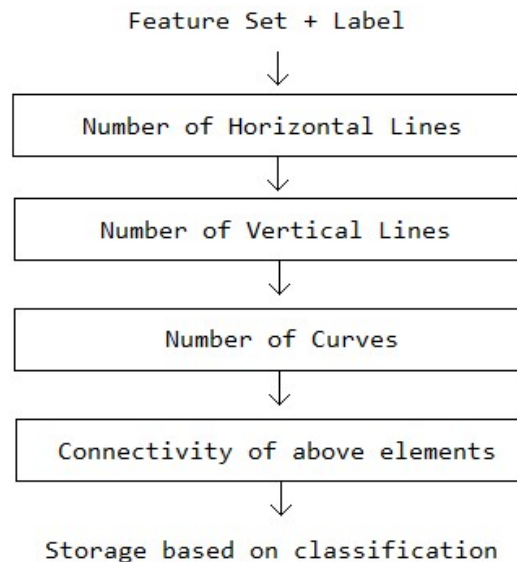 Feature Set + Label
Number of Horizontal Lines
Number of Vertical Lines
Number of Curves
Connectivity of above elements
Storage based on classification